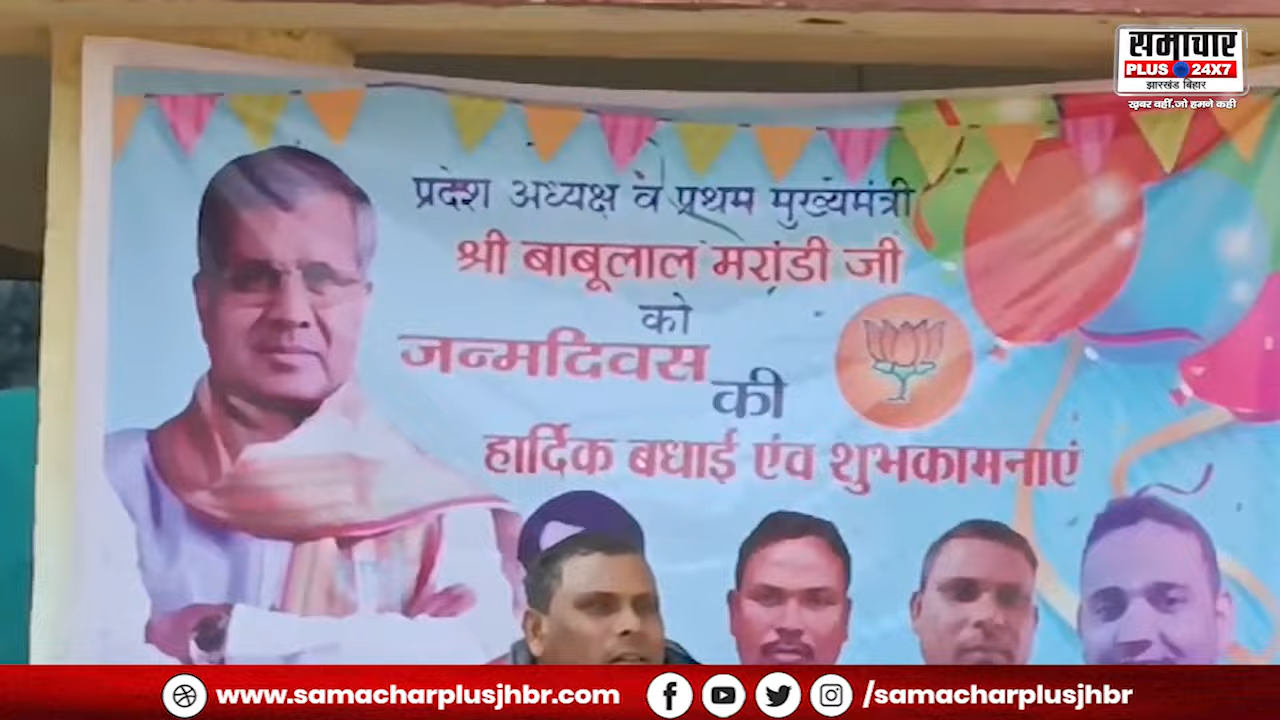 समाचार
PLUS 24X7
झारखंड बिहार
ख़बर वहीं, जो हमने कही
प्रदेश अध्यक्ष व प्रथम मुख्यमंत्री
श्री बाबूलाल मरांडी जी
को
जन्मदिवस
की
हार्दिक बधाई एंव शुभकामनाएं
www.samacharplusjhbr.com
/samacharplusjhbr